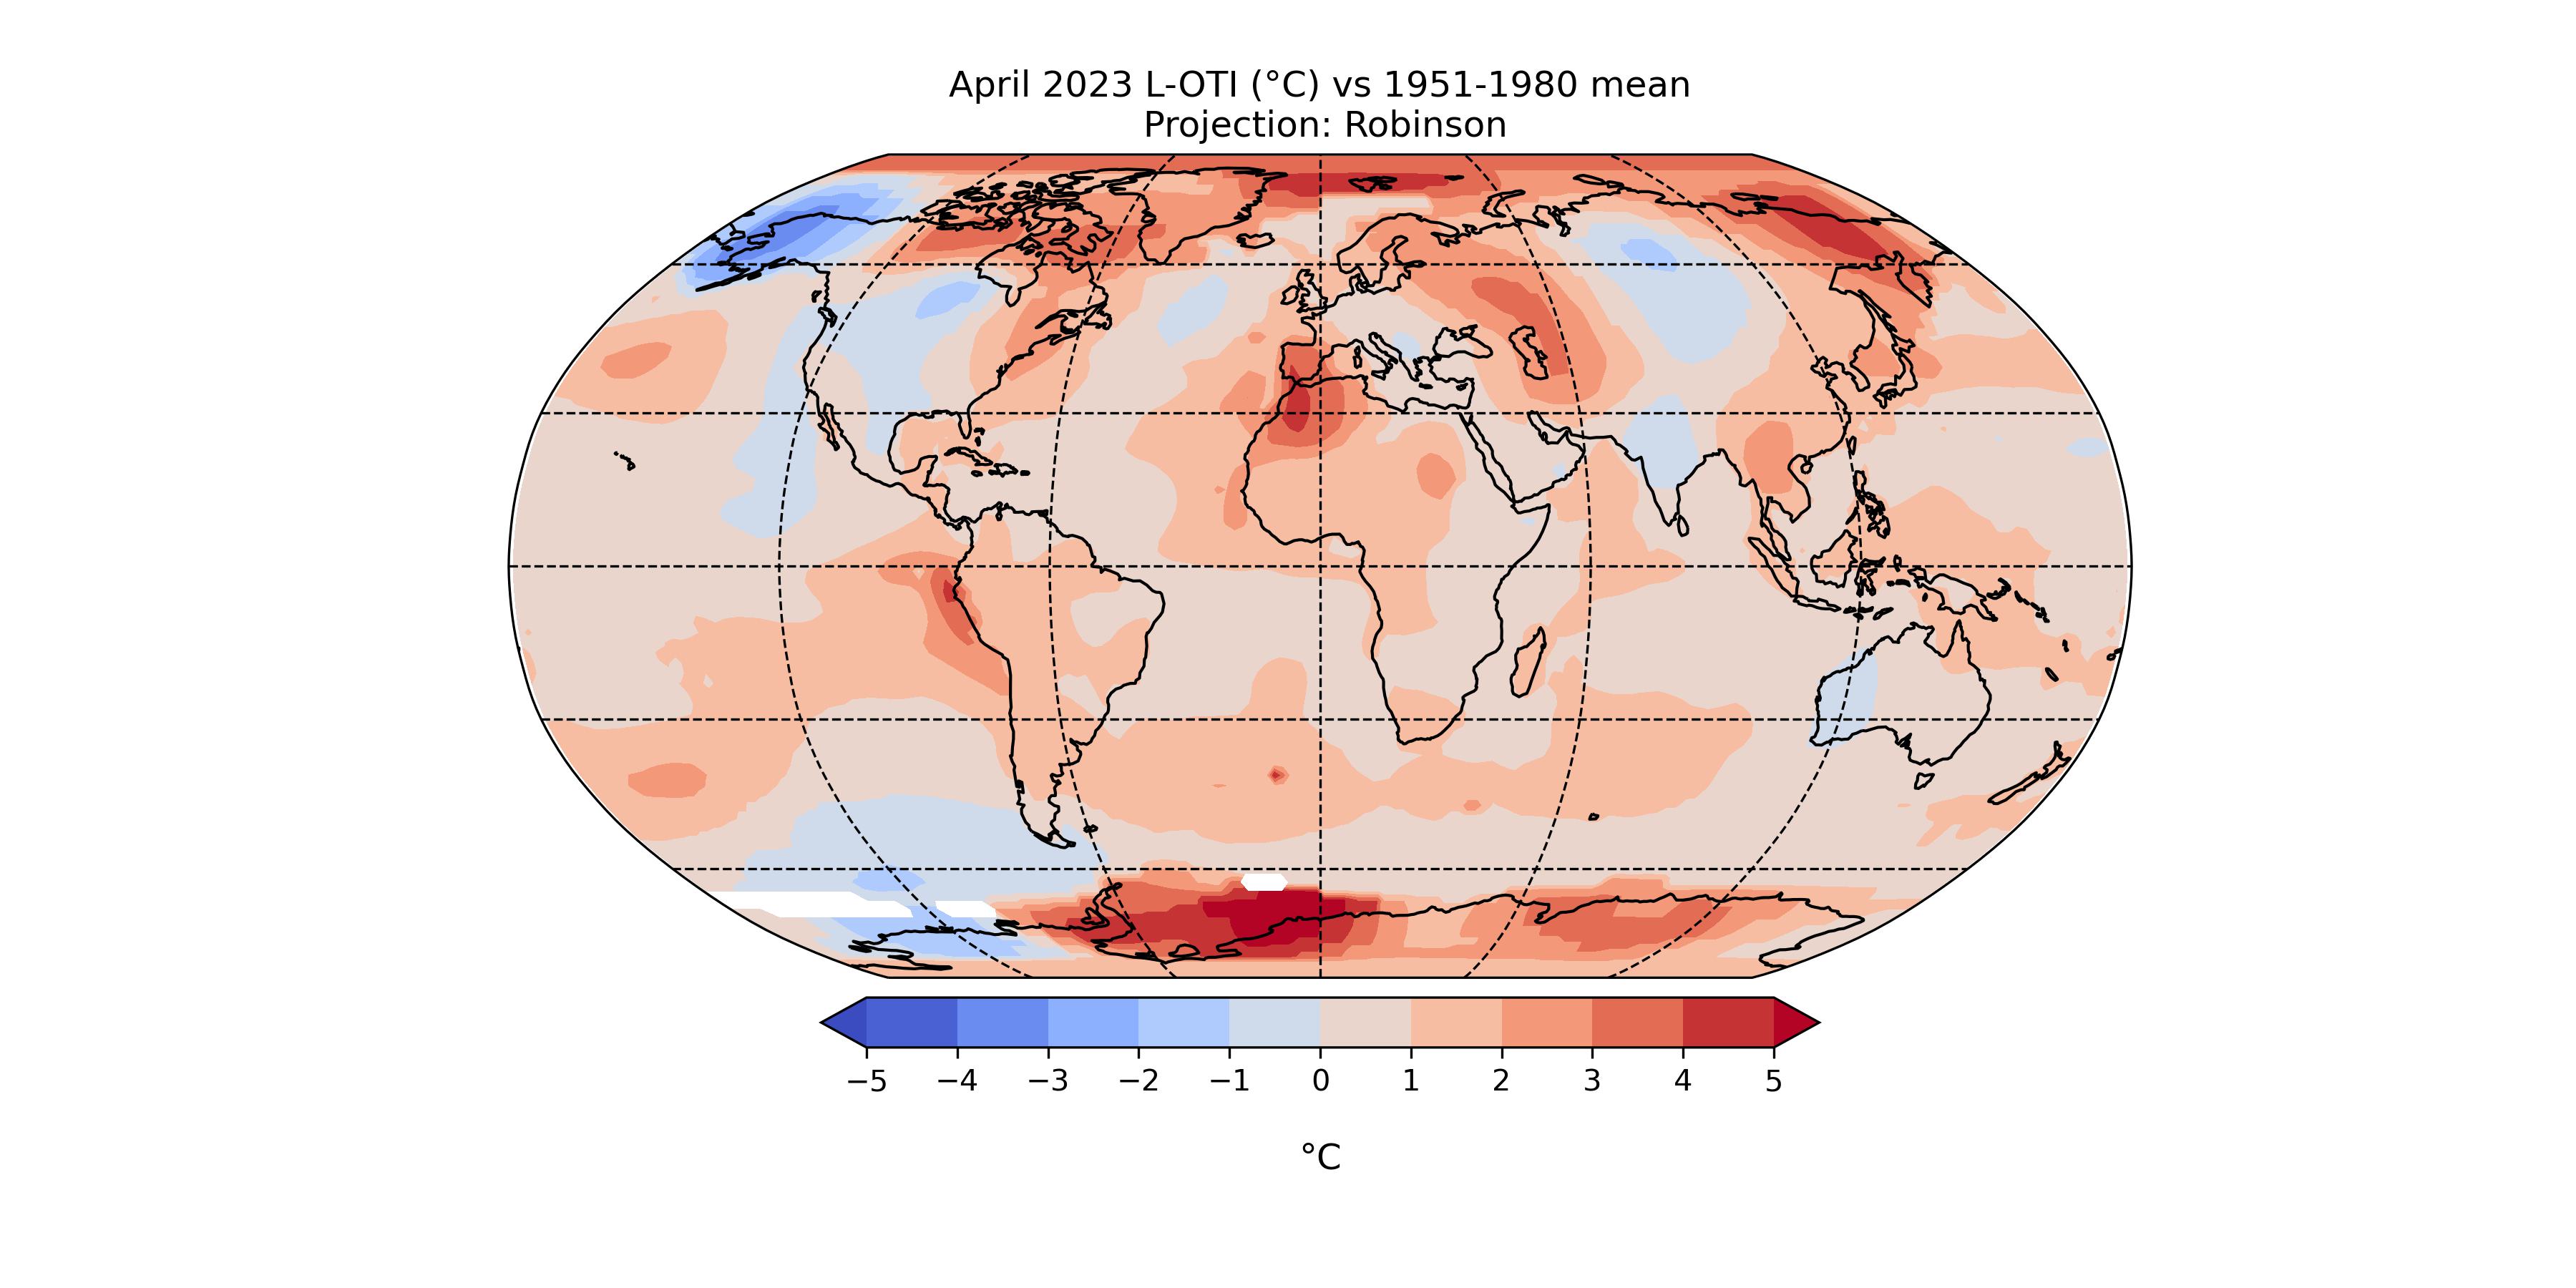 April 2023 L-OTI (°C) vs 1951-1980 mean
Projection: Robinson
−5 −4 −3 −2 −1 0 1 2 3 4 5
°C